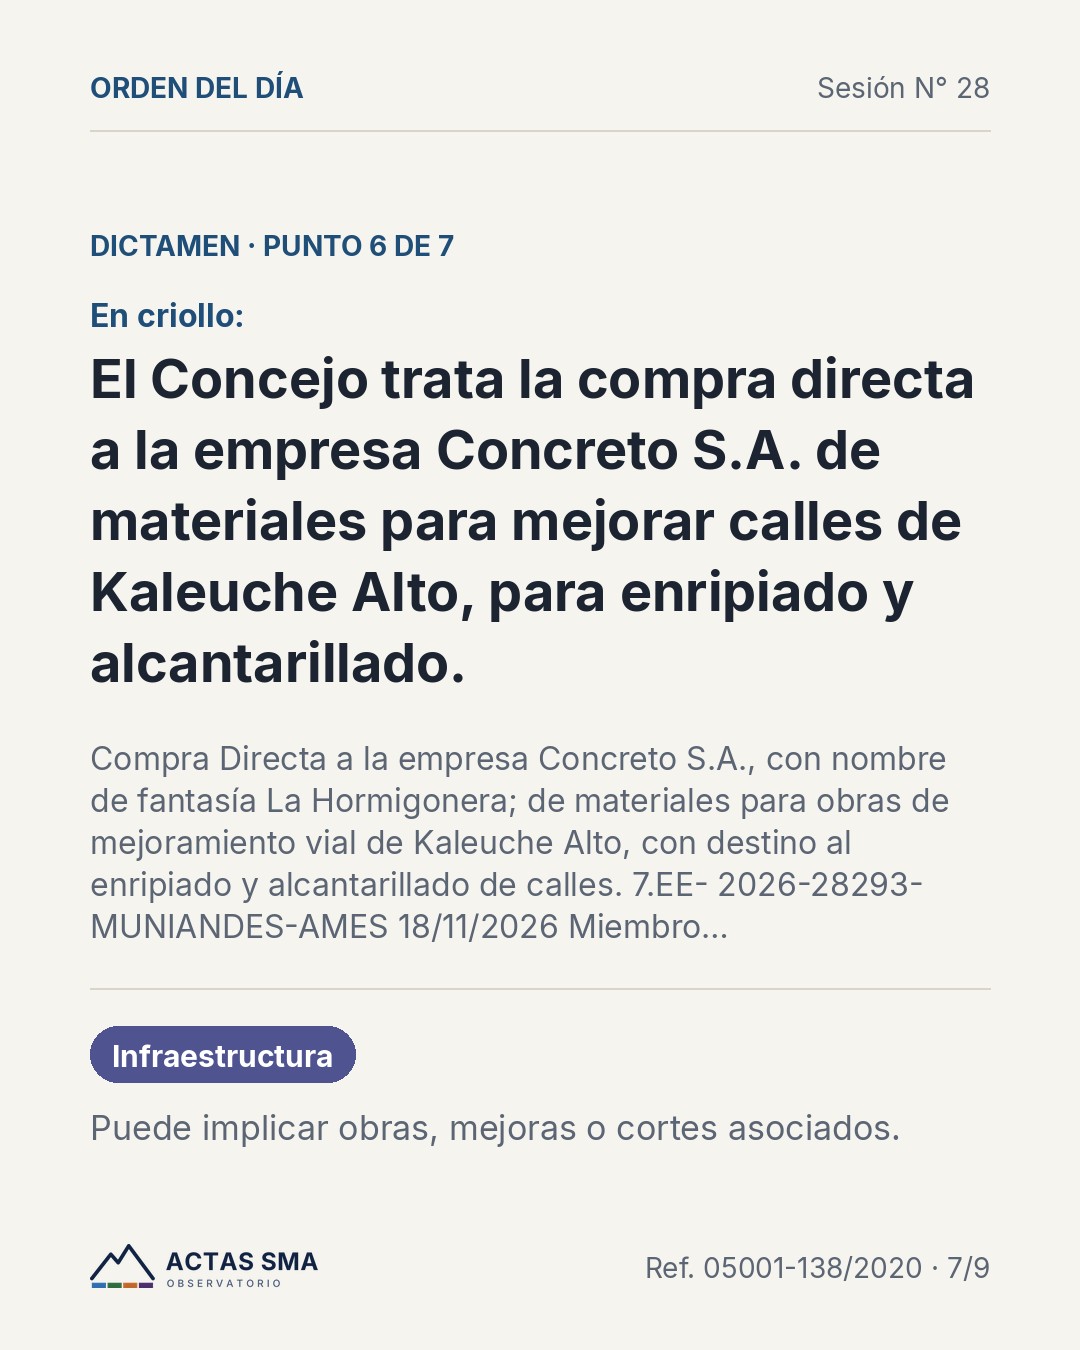 ORDEN DEL DÍA
Sesión N° 28
DICTAMEN · PUNTO 6 DE 7
En criollo:
El Concejo trata la compra directa
a la empresa Concreto S.A. de
materiales para mejorar calles de
Kaleuche Alto, para enripiado y
alcantarillado.
Compra Directa a la empresa Concreto S.A., con nombre
de fantasía La Hormigonera; de materiales para obras de
mejoramiento vial de Kaleuche Alto, con destino al
enripiado y alcantarillado de calles. 7.EE- 2026-28293-
MUNIANDES-AMES 18/11/2026 Miembro...
Infraestructura
Puede implicar obras, mejoras o cortes asociados.
ACTAS SMA
OBSERVATORIO
Ref. 05001-138/2020 · 7/9